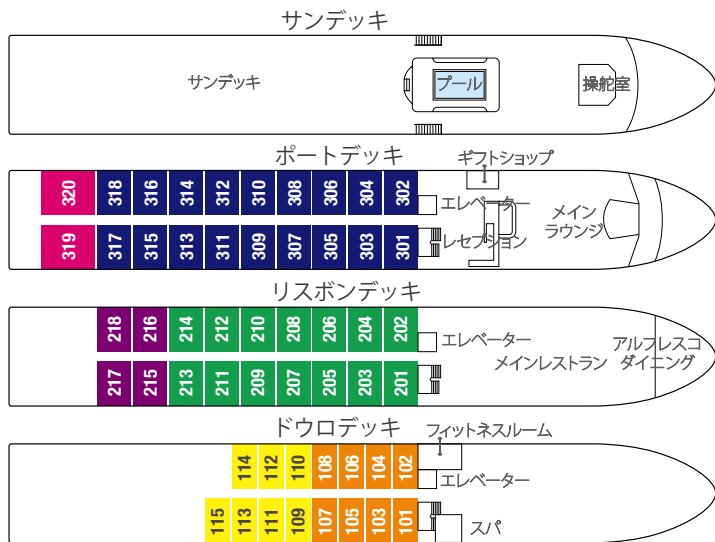 サンデッキ
サンデッキ
プール
操舵室
ポートデッキ
ギフトショップ
320 318 316 314 312 310 308 306 304 302
エレベーター
メイン
ラウンジ
レセプション
319 317 315 313 311 309 307 305 303 301
リスボンデッキ
218 216 214 212 210 208 206 204 202
エレベーター
アルフレスコ
ダイニング
メインレストラン
217 215 213 211 209 207 205 203 201
ドウロデッキ
フィットネスルーム
114 112 110 108 106 104 102
エレベーター
115 113 111 109 107 105 103 101
スパ